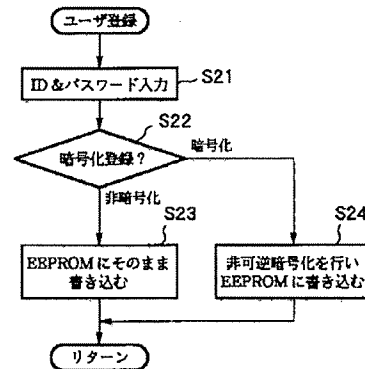 ユーザ登録
ID&パスワード入力
S21
S22
暗号化登録?
暗号化
非暗号化
S23
EEPROMにそのまま
書き込む
S24
非可逆暗号化を行い
EEPROMに書き込む
リターン